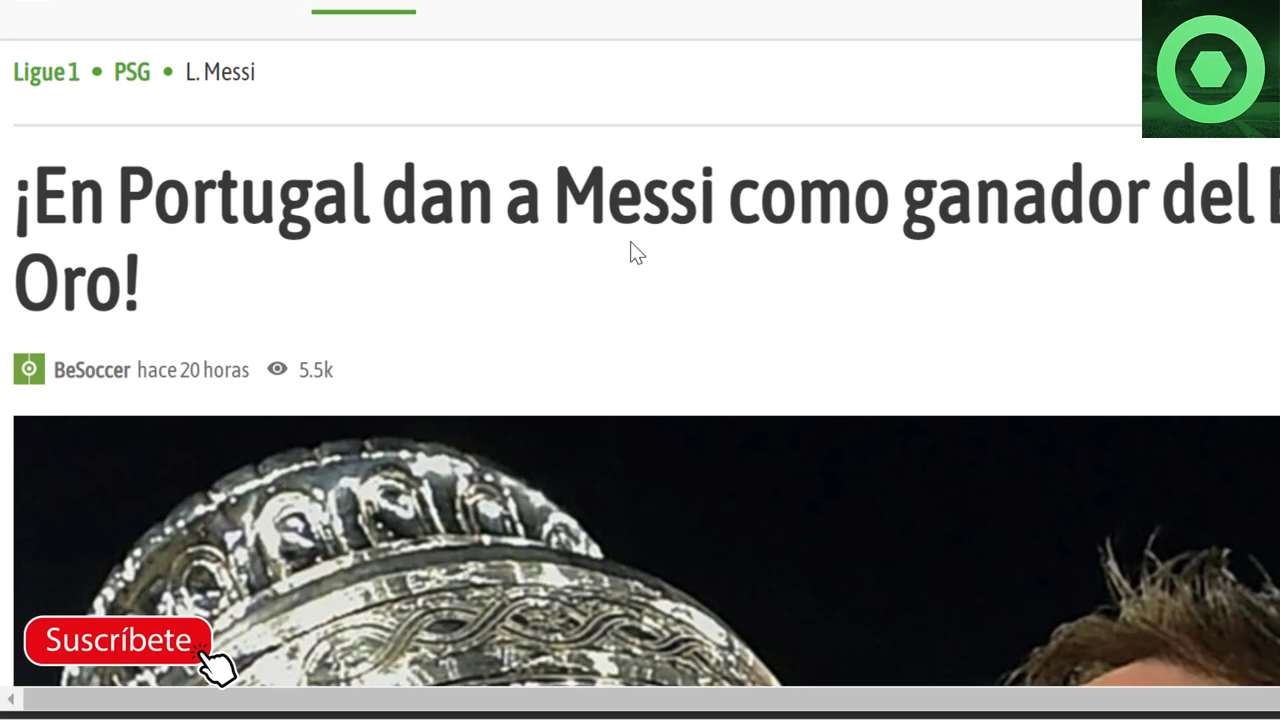 Ligue 1 • PSG • L. Messi
¡En Portugal dan a Messi como ganador del
Oro!
BeSoccer hace 20 horas 5.5k
Suscríbete